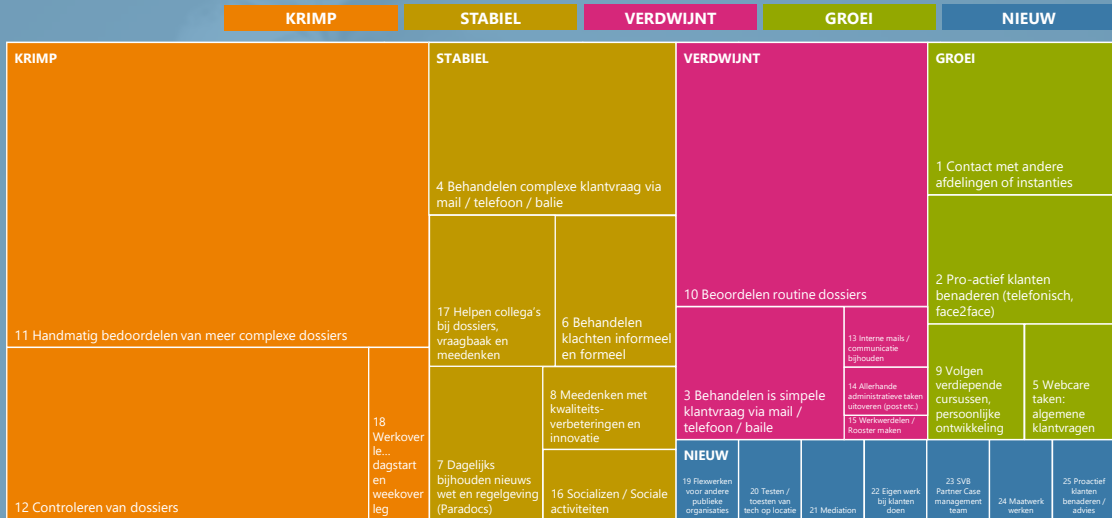 KRIMP
STABIEL
VERDWIJNT
GROEI
NIEUW
KRIMP
11 Handmatig bedoordelen van meer complexe dossiers
12 Controleren van dossiers
18
Werkover
le...
dagstart
en
weekover
leg
STABIEL
4 Behandelen complexe klantvraag via
mail / telefoon / balie
17 Helpen collega's
bij dossiers,
vraagbaak en
meedenken
6 Behandelen
klachten informeel
en formeel
7 Dagelijks
bijhouden nieuws
wet en regelgeving
(Paradocs)
8 Meedenken met
kwaliteits-
verbeteringen en
innovatie
16 Socializen / Sociale
activiteiten
VERDWIJNT
10 Beoordelen routine dossiers
3 Behandelen is simpele
klantvraag via mail /
telefoon / baile
13 Interne mails /
communicatie
bijhouden
14 Allerhande
administratieve taken
uitoveren (post etc.)
15 Werkwerdelen /
Rooster maken
GROEI
1 Contact met andere
afdelingen of instanties
2 Pro-actief klanten
benaderen (telefonisch,
face2face)
9 Volgen
verdiepende
cursussen,
persoonlijke
ontwikkeling
5 Webcare
taken:
algemene
klantvragen
NIEUW
19 Flexwerken
voor andere
publieke
organisaties
20 Testen /
toesten van
tech op locatie
21 Mediation
22 Eigen werk
bij klanten
doen
23 SVB
Partner Case
management
team
24 Maatwerk
werken
25 Proactief
klanten
benaderen /
advies